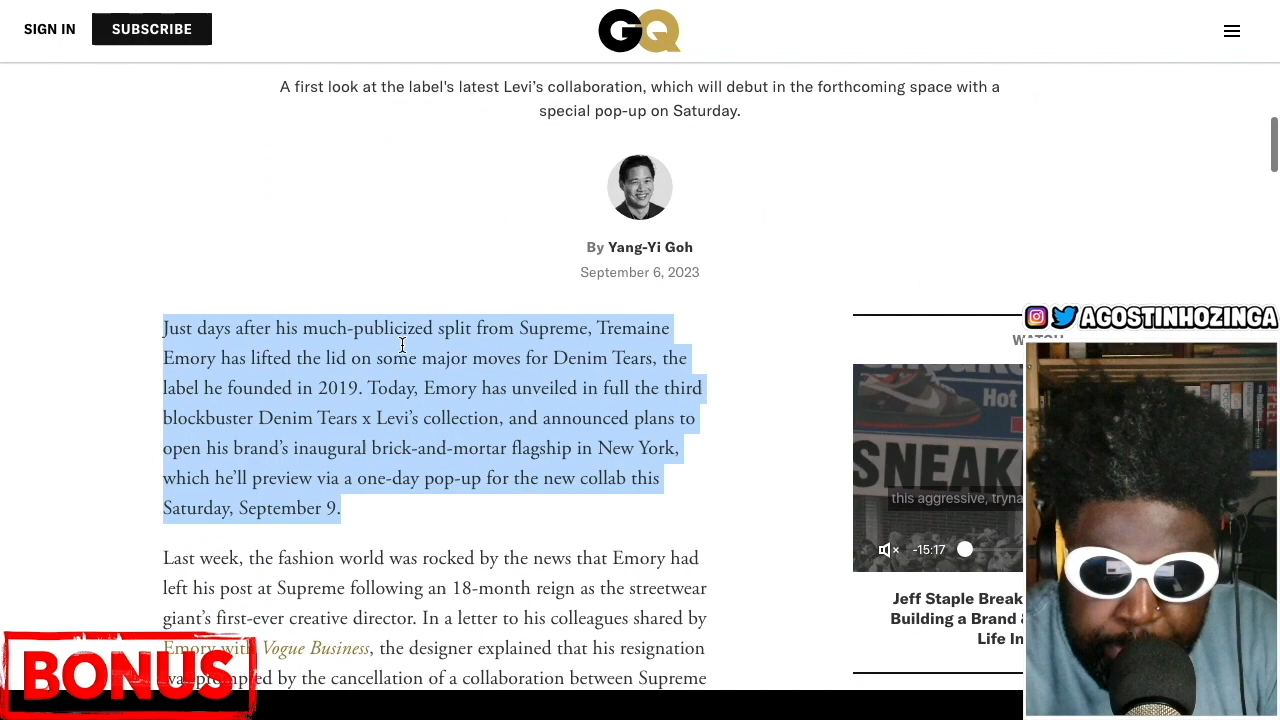 SIGN IN
SUBSCRIBE
GQ
A first look at the label's latest Levi's collaboration, which will debut in the forthcoming space with a
special pop-up on Saturday.
By Yang-Yi Goh
September 6, 2023
Just days after his much-publicized split from Supreme, Tremaine
Emory has lifted the lid on some major moves for Denim Tears, the
label he founded in 2019. Today, Emory has unveiled in full the third
blockbuster Denim Tears x Levi’s collection, and announced plans to
open his brand’s inaugural brick-and-mortar flagship in New York,
which he’ll preview via a one-day pop-up for the new collab this
Saturday, September 9.
Last week, the fashion world was rocked by the news that Emory had
left his post at Supreme following an 18-month reign as the streetwear
giant’s first-ever creative director. In a letter to his colleagues shared by
Emory with Vogue Business, the designer explained that his resignation
was prompted by the cancellation of a collaboration between Supreme
BONUS
@AGOSTINHOZINGA
WATCH
Hot
SNEAK
this aggressive, tryna
-15:17
Jeff Staple Break
Building a Brand &
Life In